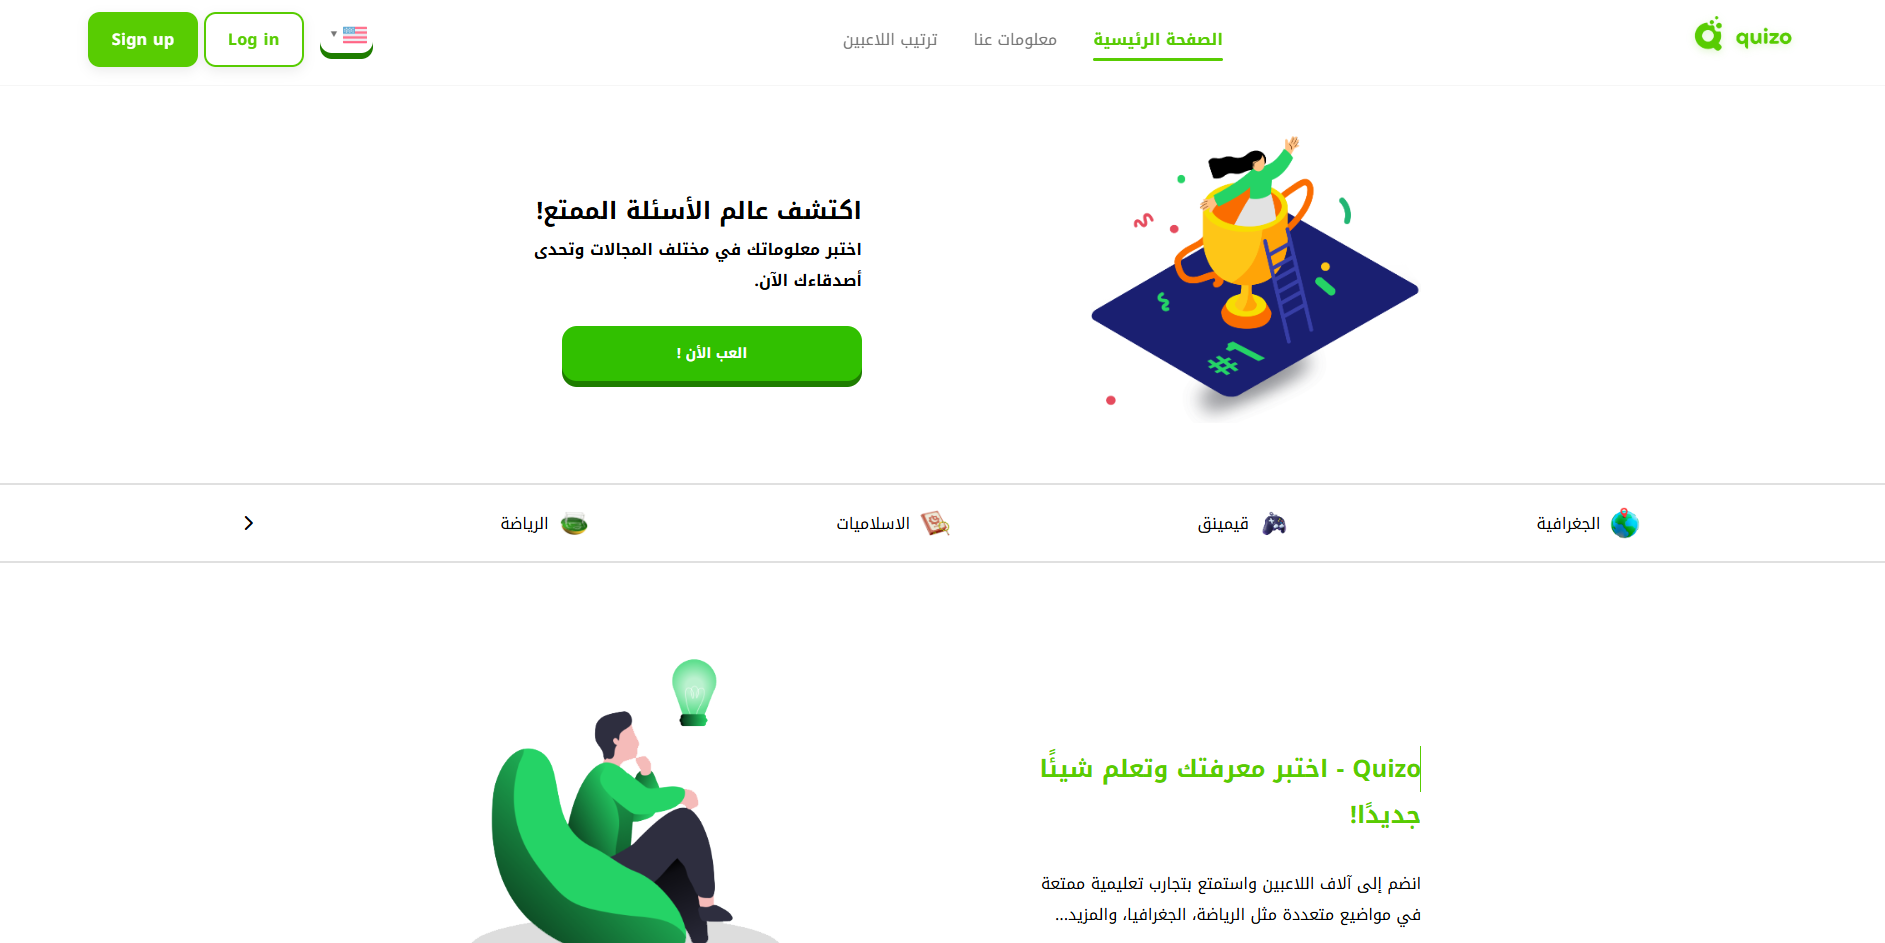 quizo
الصفحة الرئيسية
معلومات عنا
ترتيب اللاعبين
Log in
Sign up
اكتشف عالم الأسئلة الممتع!
اختبر معلوماتك في مختلف المجالات وتحدى
أصدقاءك الآن.
العب الأن !
#1
الجغرافية
قيمينق
الاسلاميات
الرياضة
Quizo - اختبر معرفتك وتعلم شيئًا
جديدًا!
انضم إلى آلاف اللاعبين واستمتع بتجارب تعليمية ممتعة
في مواضيع متعددة مثل الرياضة، الجغرافيا، والمزيد...